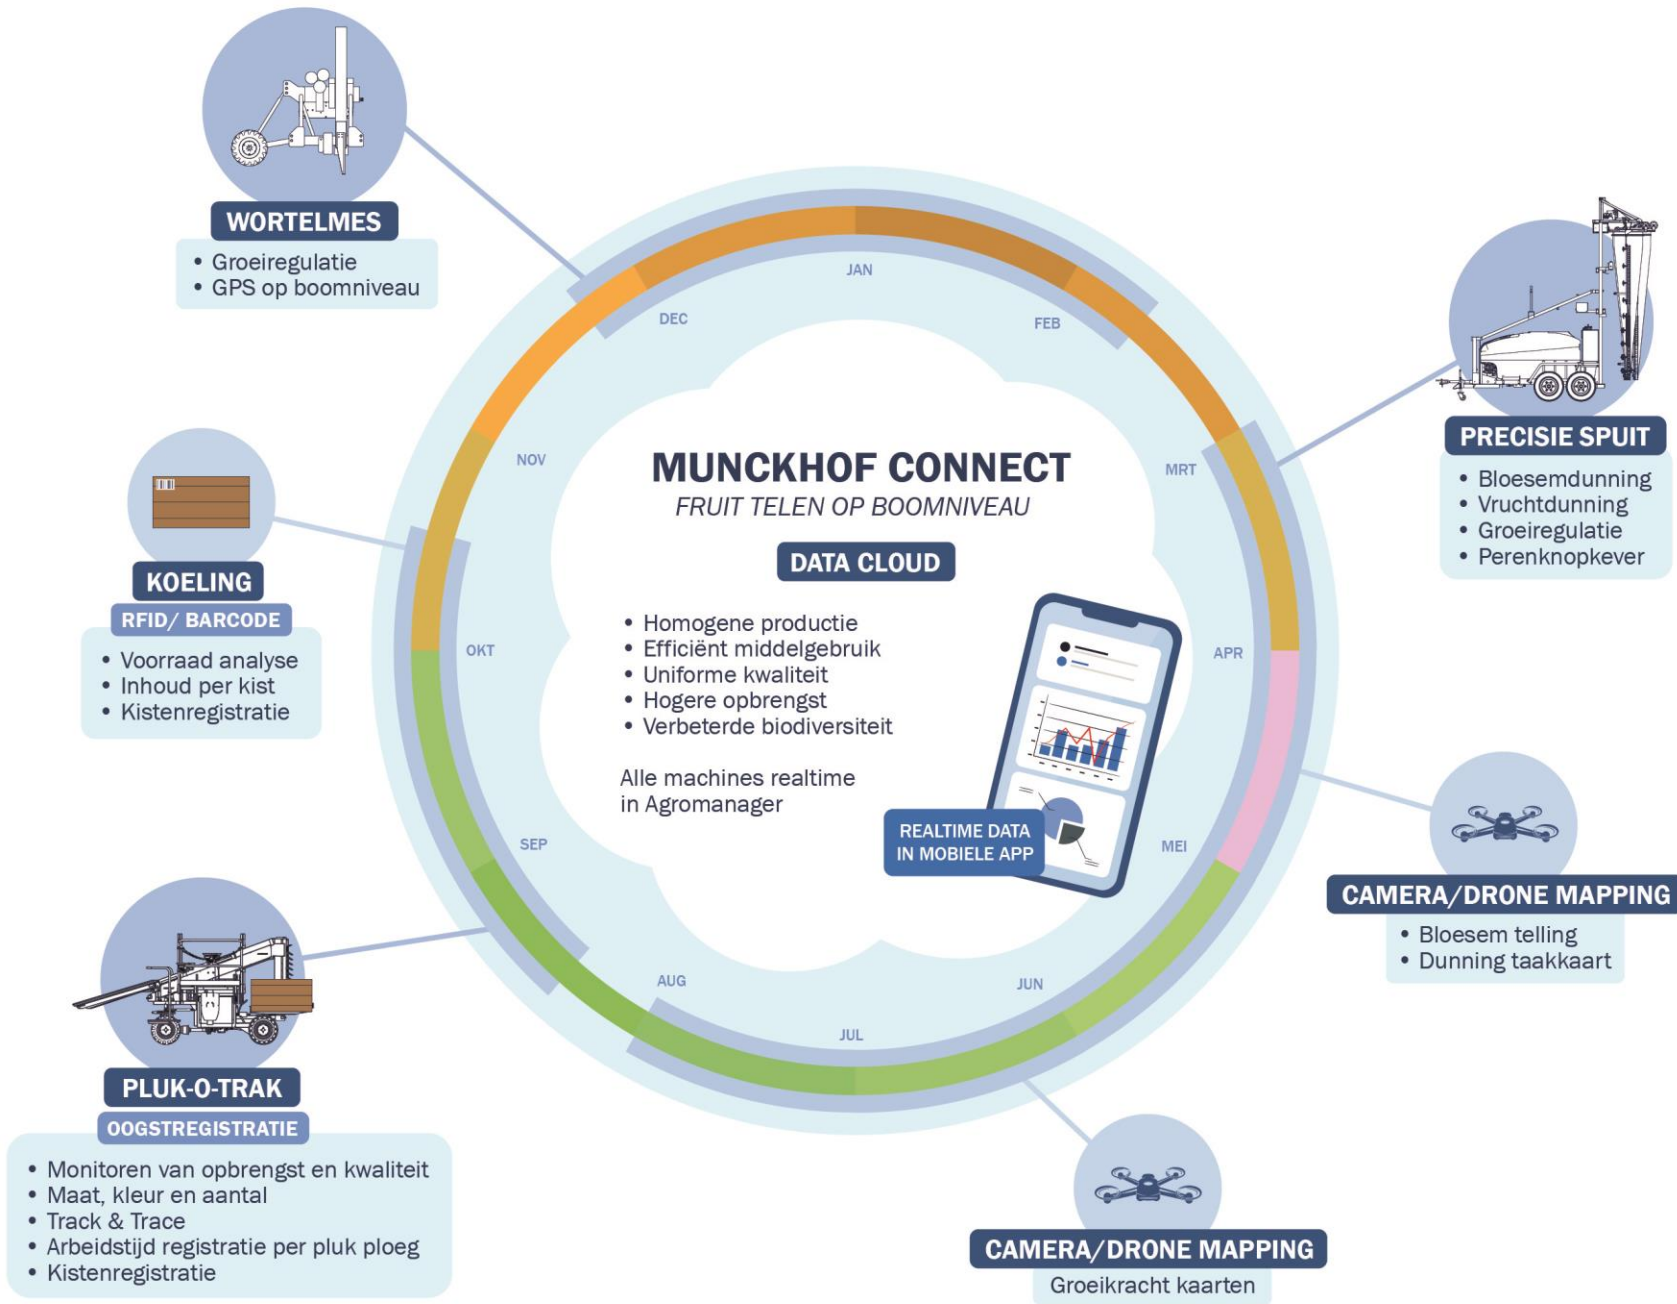 WORTELMES
• Groeiregulatie
• GPS op boomniveau
PRECISIE SPUIT
• Bloesemdunning
• Vruchtdunning
• Groeiregulatie
• Perenknopkever
KOELING
RFID/ BARCODE
• Voorraad analyse
• Inhoud per kist
• Kistenregistratie
JAN
FEB
MRT
APR
MEI
JUN
JUL
AUG
SEP
OKT
NOV
DEC
MUNCKHOF CONNECT
FRUIT TELEN OP BOOMNIVEAU
DATA CLOUD
• Homogene productie
• Efficiënt middelgebruik
• Uniforme kwaliteit
• Hogere opbrengst
• Verbeterde biodiversiteit
Alle machines realtime
in Agromanager
REALTIME DATA
IN MOBIELE APP
CAMERA/DRONE MAPPING
• Bloesem telling
• Dunning taakkaart
PLUK-O-TRAK
OOGSTREGISTRATIE
• Monitoren van opbrengst en kwaliteit
• Maat, kleur en aantal
• Track & Trace
• Arbeidstijd registratie per pluk ploeg
• Kistenregistratie
CAMERA/DRONE MAPPING
Groeikracht kaarten